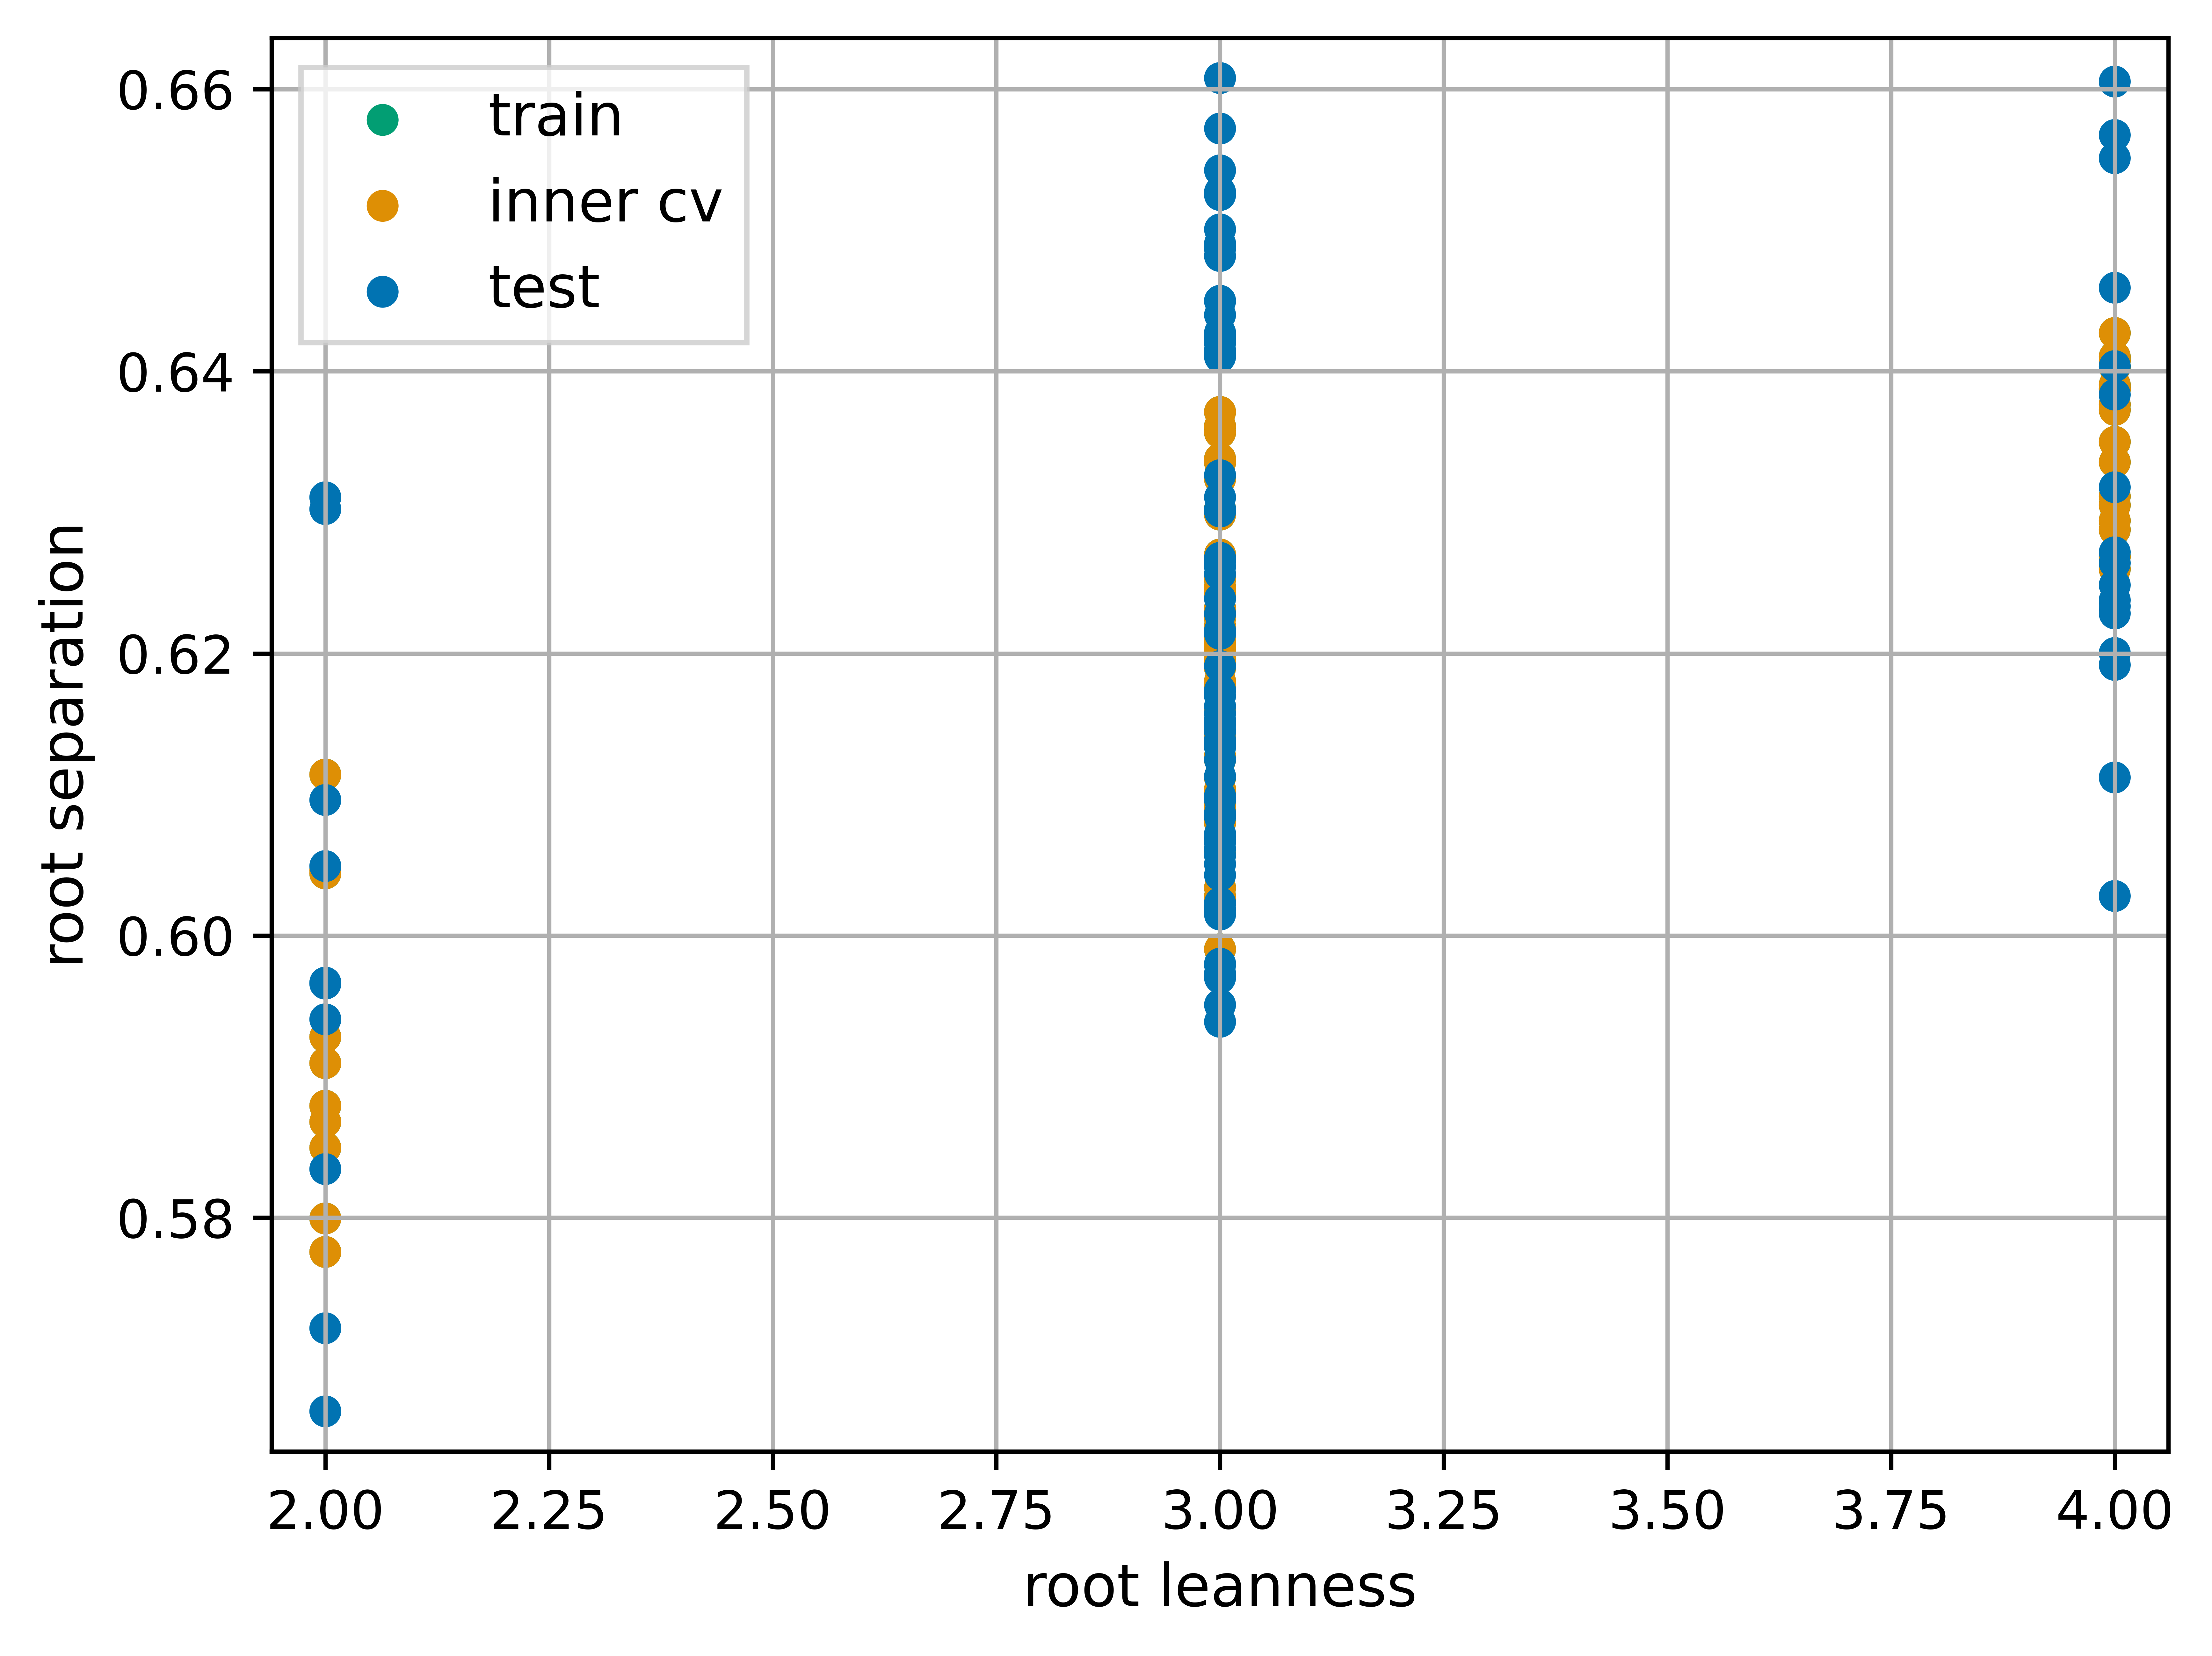 train
inner cv
test
0.66
0.64
0.62
0.60
0.58
root separation
2.00 2.25 2.50 2.75 3.00 3.25 3.50 3.75 4.00
root leanness